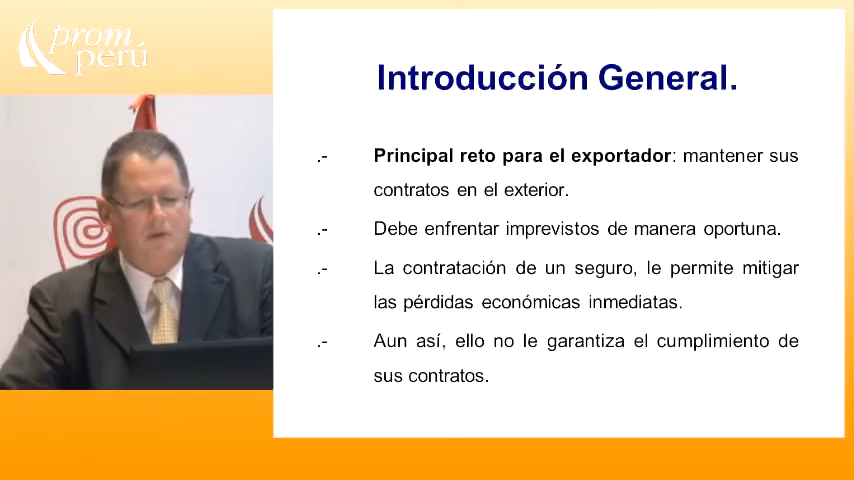 prom
perú
Introducción General.
.- Principal reto para el exportador: mantener sus
contratos en el exterior.
.- Debe enfrentar imprevistos de manera oportuna.
.- La contratación de un seguro, le permite mitigar
las pérdidas económicas inmediatas.
.- Aun así, ello no le garantiza el cumplimiento de
sus contratos.